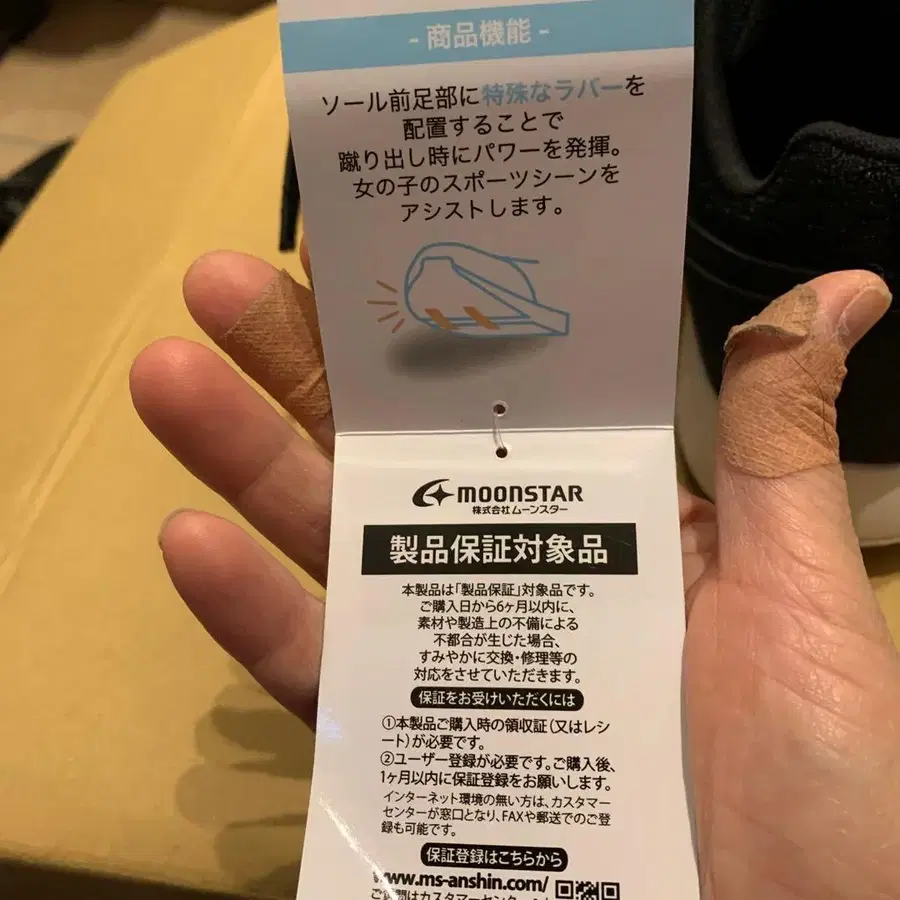 - 商品機能 -
ソール前足部に特殊なラバーを
配置することで
蹴り出し時にパワーを発揮。
女の子のスポーツシーンを
アシストします。
MOONSTAR
株式会社ムーンスター
製品保証対象品
本製品は「製品保証」対象品です。
ご購入日から6ヶ月以内に、
素材や製造上の不備による
不都合が生じた場合、
すみやかに交換・修理等の
対応をさせていただきます。
保証をお受けいただくには
①本製品ご購入時の領収証(又はレシ
ート)が必要です。
②ユーザー登録が必要です。ご購入後、
1ヶ月以内に保証登録をお願いします。
インターネット環境の無い方は、カスタマー
センターが窓口となり、FAXや郵送でのご登
録も可能です。
保証登録はこちらから
www.ms-anshin.com/
ご質問はカスタマーセンター